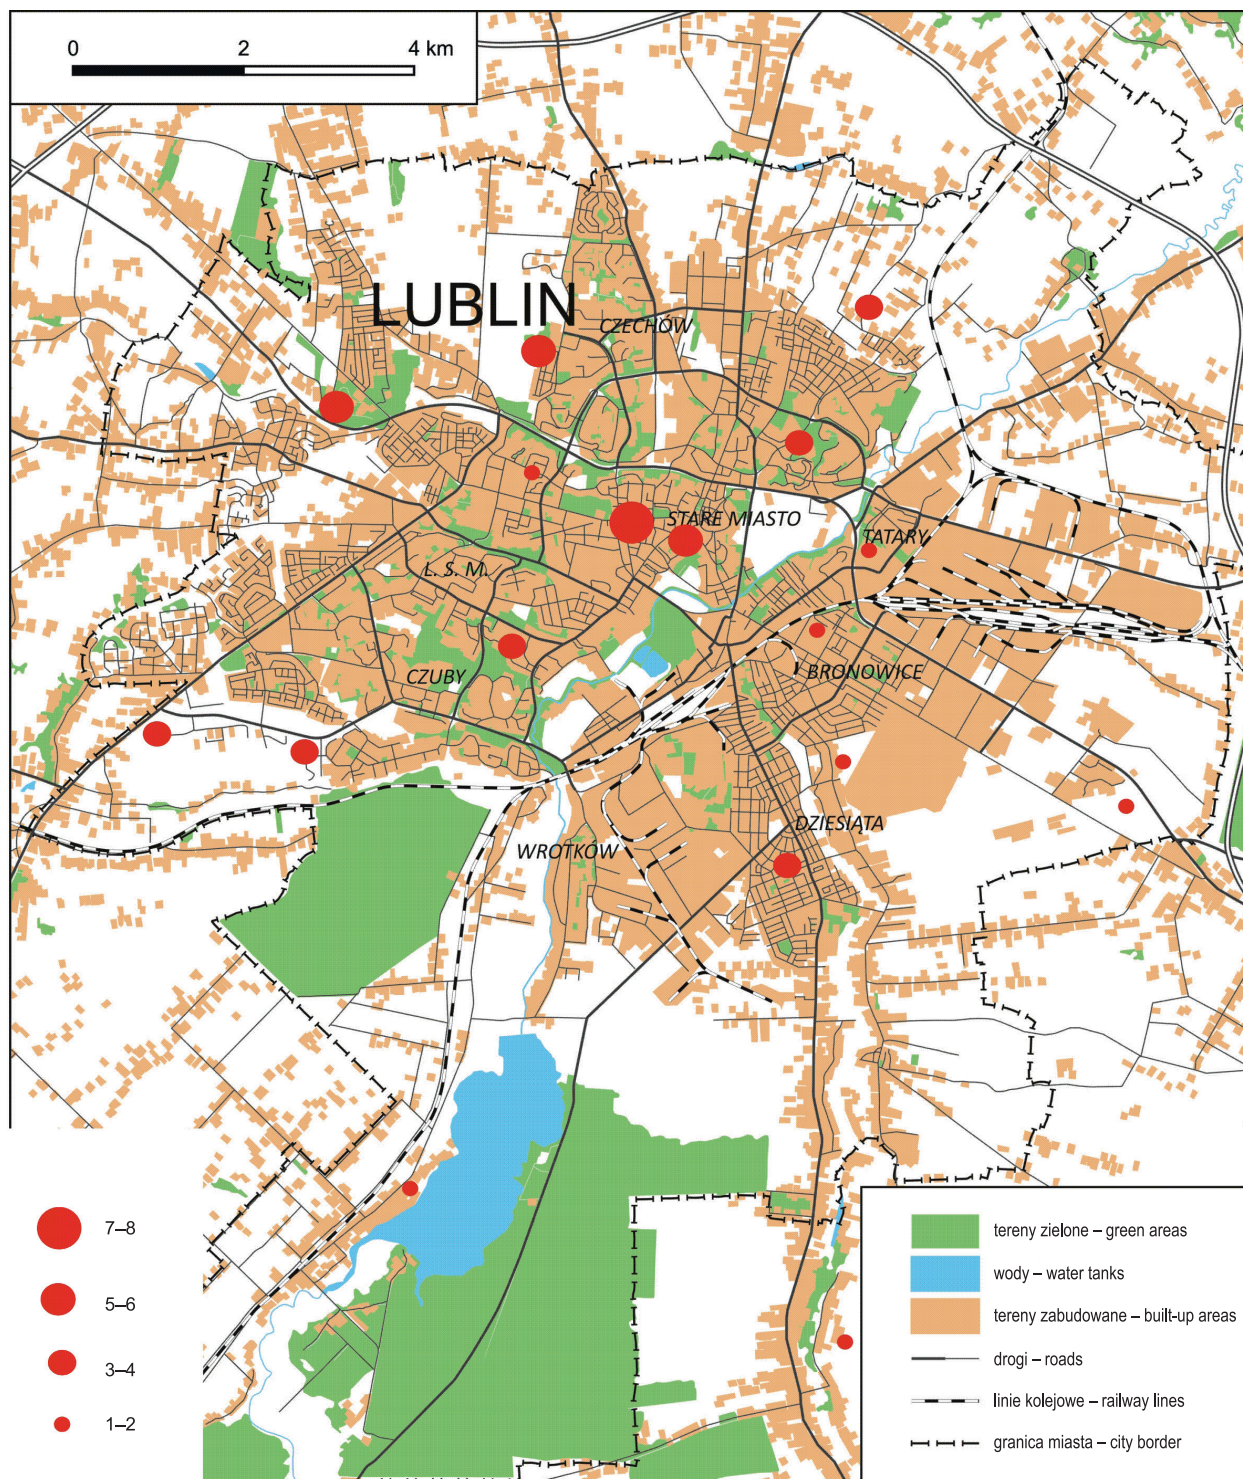 0 2 4 km
LUBLIN
CZECHÓW
STARE MIASTO
TATARY
L. S. M.
CZUBY
BRONOWICE
DZIESIĄTA
WROTKÓW
7–8
5–6
3–4
1–2
tereny zielone – green areas
wody – water tanks
tereny zabudowane – built-up areas
drogi – roads
linie kolejowe – railway lines
granica miasta – city border